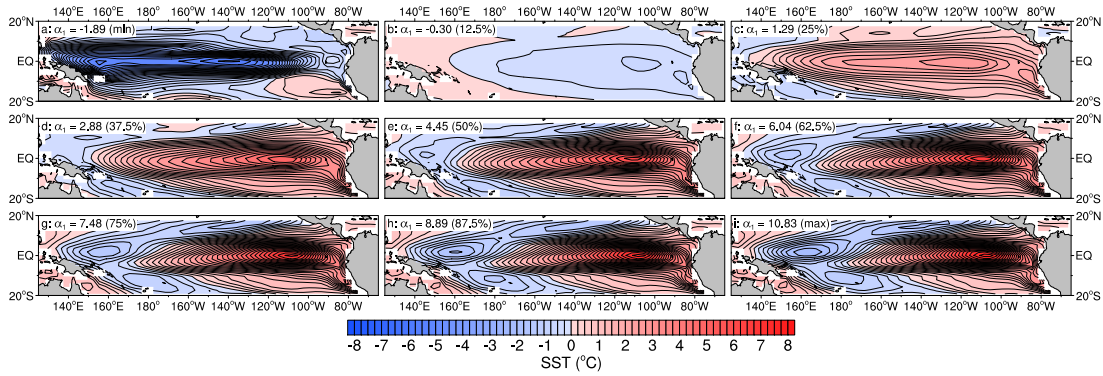 140°E 160°E 180° 160°W 140°W 120°W 100°W 80°W 140°E 160°E 180° 160°W 140°W 120°W 100°W 80°W 140°E 160°E 180° 160°W 140°W 120°W 100°W 80°W
20°N a: α1 = -1.89 (min) b: α1 = -0.30 (12.5%) c: α1 = 1.29 (25%) 20°N
EQ EQ
20°S 20°S
20°N d: α1 = 2.88 (37.5%) e: α1 = 4.45 (50%) f: α1 = 6.04 (62.5%) 20°N
EQ EQ
20°S 20°S
20°N g: α1 = 7.48 (75%) h: α1 = 8.89 (87.5%) i: α1 = 10.83 (max) 20°N
EQ EQ
20°S 20°S
140°E 160°E 180° 160°W 140°W 120°W 100°W 80°W 140°E 160°E 180° 160°W 140°W 120°W 100°W 80°W 140°E 160°E 180° 160°W 140°W 120°W 100°W 80°W
-8 -7 -6 -5 -4 -3 -2 -1 0 1 2 3 4 5 6 7 8
SST (°C)